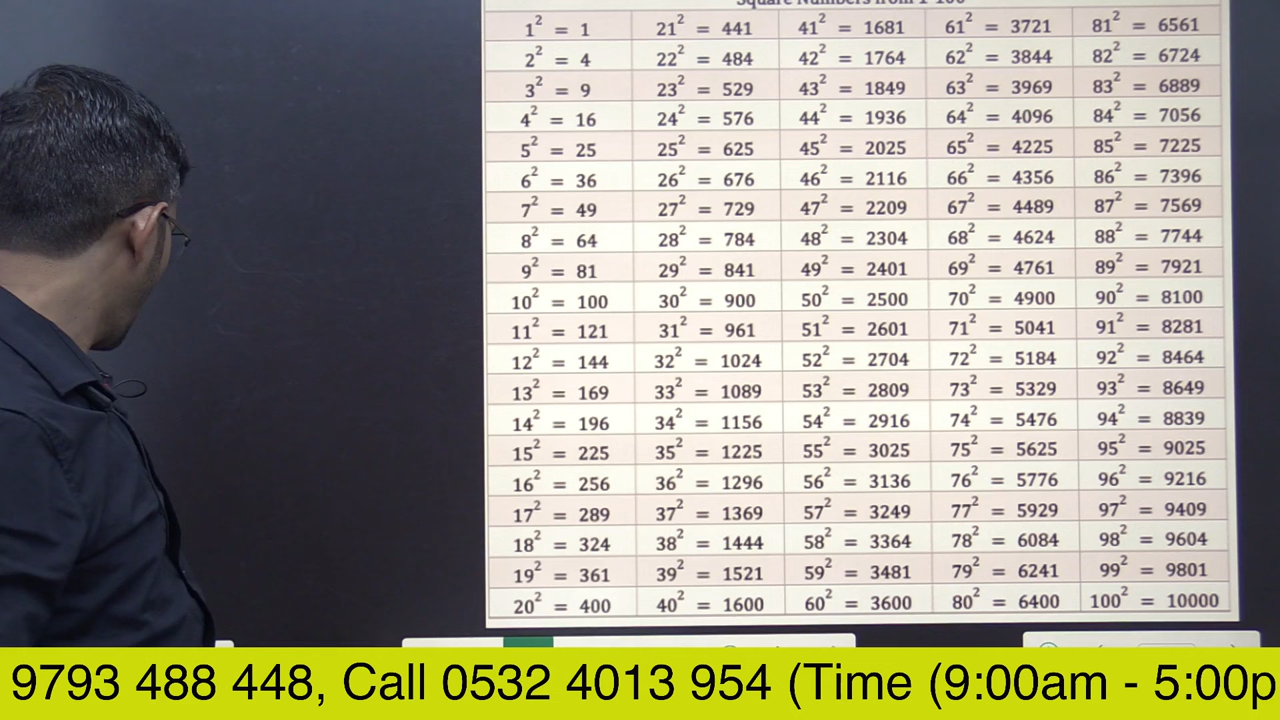 Square Numbers from 1-100
1² = 1 21² = 441 41² = 1681 61² = 3721 81² = 6561
2² = 4 22² = 484 42² = 1764 62² = 3844 82² = 6724
3² = 9 23² = 529 43² = 1849 63² = 3969 83² = 6889
4² = 16 24² = 576 44² = 1936 64² = 4096 84² = 7056
5² = 25 25² = 625 45² = 2025 65² = 4225 85² = 7225
6² = 36 26² = 676 46² = 2116 66² = 4356 86² = 7396
7² = 49 27² = 729 47² = 2209 67² = 4489 87² = 7569
8² = 64 28² = 784 48² = 2304 68² = 4624 88² = 7744
9² = 81 29² = 841 49² = 2401 69² = 4761 89² = 7921
10² = 100 30² = 900 50² = 2500 70² = 4900 90² = 8100
11² = 121 31² = 961 51² = 2601 71² = 5041 91² = 8281
12² = 144 32² = 1024 52² = 2704 72² = 5184 92² = 8464
13² = 169 33² = 1089 53² = 2809 73² = 5329 93² = 8649
14² = 196 34² = 1156 54² = 2916 74² = 5476 94² = 8839
15² = 225 35² = 1225 55² = 3025 75² = 5625 95² = 9025
16² = 256 36² = 1296 56² = 3136 76² = 5776 96² = 9216
17² = 289 37² = 1369 57² = 3249 77² = 5929 97² = 9409
18² = 324 38² = 1444 58² = 3364 78² = 6084 98² = 9604
19² = 361 39² = 1521 59² = 3481 79² = 6241 99² = 9801
20² = 400 40² = 1600 60² = 3600 80² = 6400 100² = 10000
9793 488 448, Call 0532 4013 954 (Time (9:00am - 5:00p